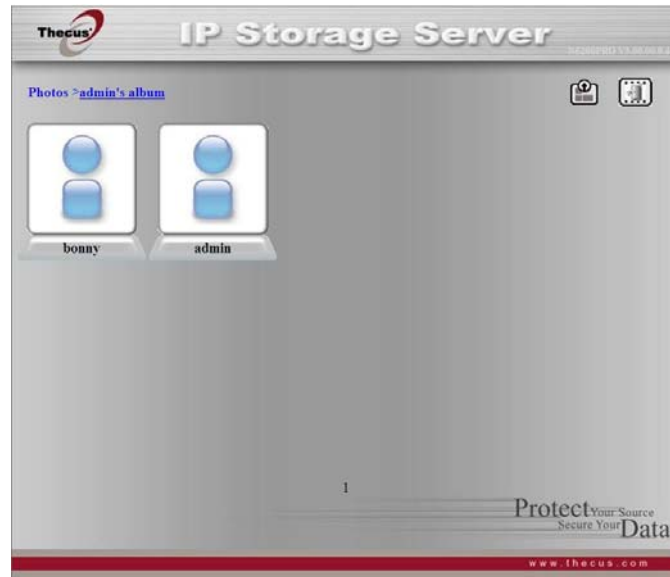 Thecus
IP Storage Server
Photos >admin's album
bonny
admin
1
Protect Your Source
Secure Your Data
www.thecus.com